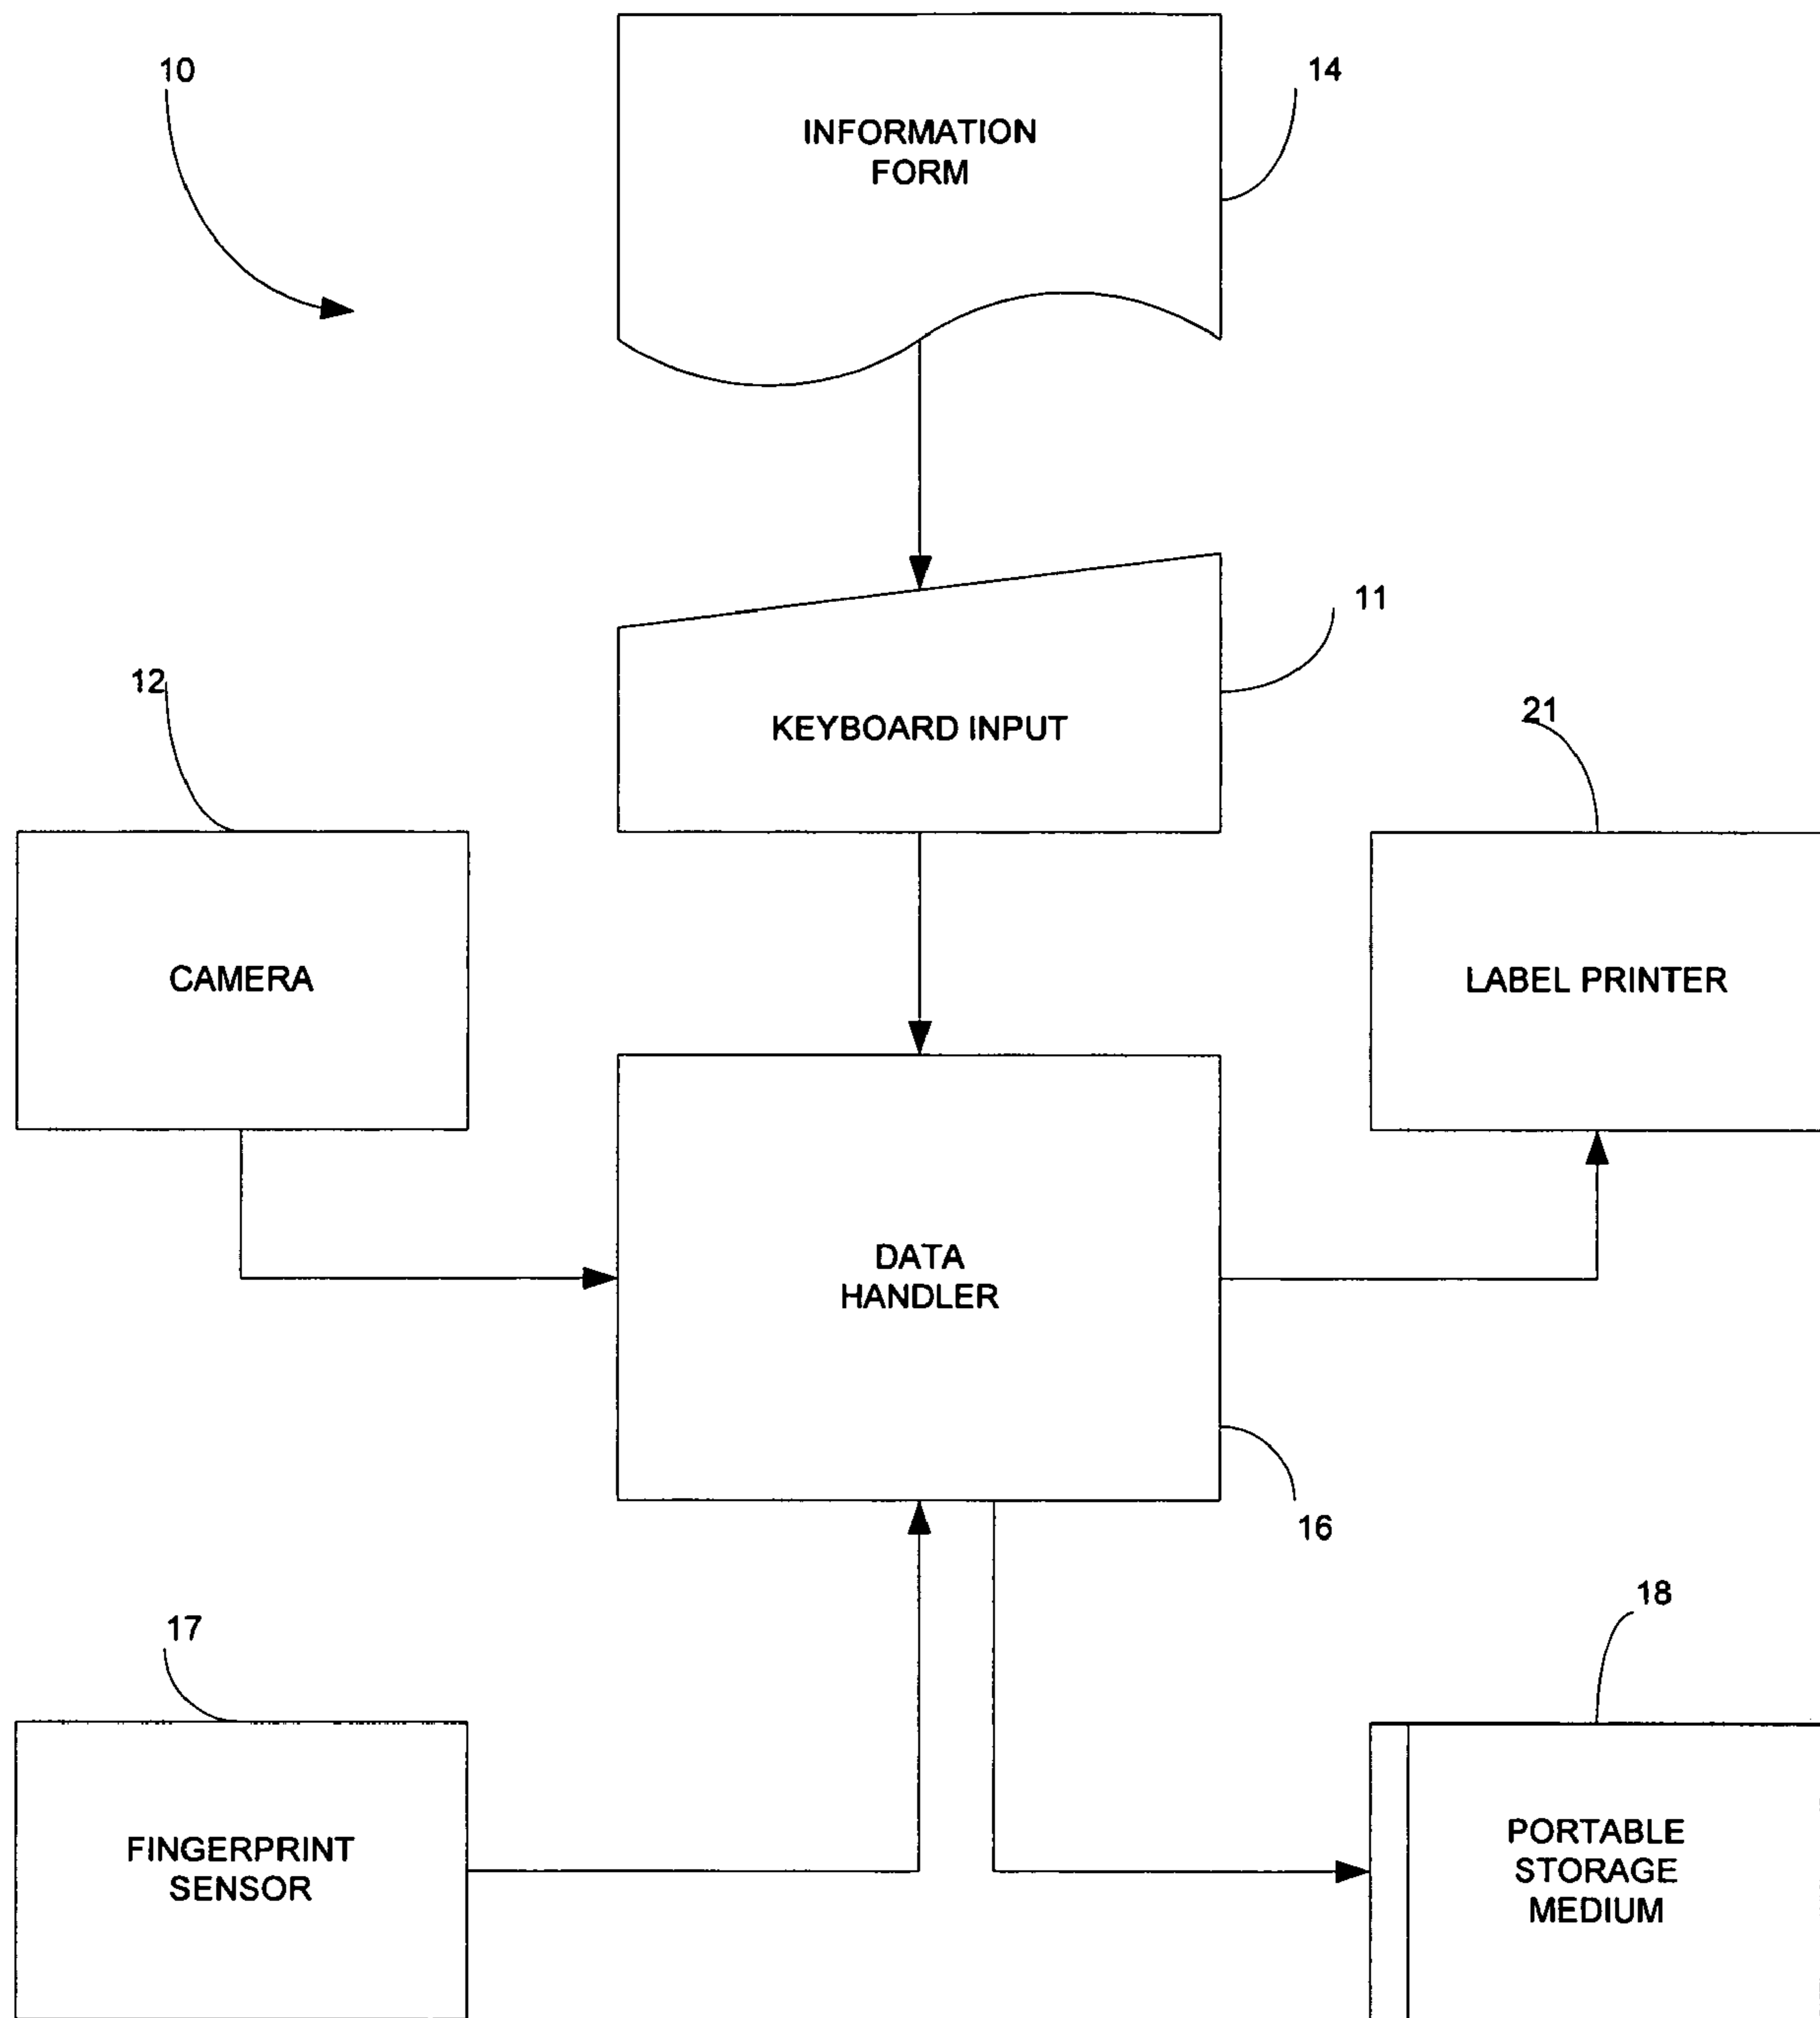 10
14
INFORMATION
FORM
11
12
KEYBOARD INPUT
21
CAMERA
LABEL PRINTER
DATA
HANDLER
16
17
18
FINGERPRINT
SENSOR
PORTABLE
STORAGE
MEDIUM